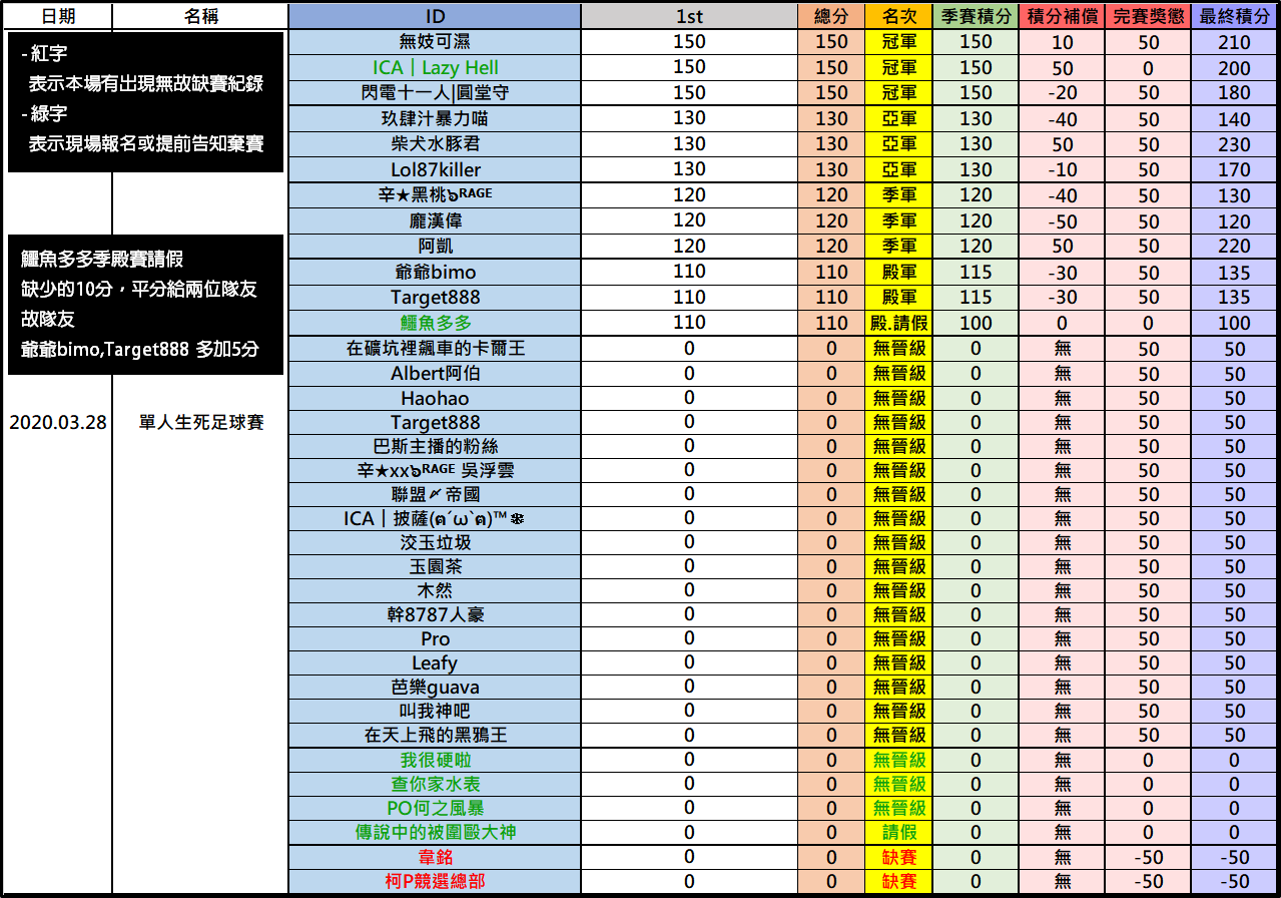 日期 名稱 ID 1st 總分 名次 季賽積分 積分補償 完賽獎懲 最終積分
-紅字
表示本場有出現無故缺賽紀錄
-綠字
表示現場報名或提前告知棄賽
鱷魚多多季殿賽請假
缺少的10分，平分給兩位隊友
故隊友
爺爺bimo,Target888 多加5分
2020.03.28 單人生死足球賽
無妓可濕 150 150 冠軍 150 10 50 210
ICA｜Lazy Hell 150 150 冠軍 150 50 0 200
閃電十一人|圓堂守 150 150 冠軍 150 -20 50 180
玖肆汁暴力喵 130 130 亞軍 130 -40 50 140
柴犬水豚君 130 130 亞軍 130 50 50 230
Lol87killer 130 130 亞軍 130 -10 50 170
辛★黑桃ᴿᴬᴳᴱ 120 120 季軍 120 -40 50 130
龐漢偉 120 120 季軍 120 -50 50 120
阿凱 120 120 季軍 120 50 50 220
爺爺bimo 110 110 殿軍 115 -30 50 135
Target888 110 110 殿軍 115 -30 50 135
鱷魚多多 110 110 殿.請假 100 0 0 100
在礦坑裡飆車的卡爾王 0 0 無晉級 0 無 50 50
Albert阿伯 0 0 無晉級 0 無 50 50
Haohao 0 0 無晉級 0 無 50 50
Target888 0 0 無晉級 0 無 50 50
巴斯主播的粉絲 0 0 無晉級 0 無 50 50
辛★xxᴿᴬᴳᴱ 吳浮雲 0 0 無晉級 0 無 50 50
聯盟 帝國 0 0 無晉級 0 無 50 50
ICA｜披薩(ฅ´ω`ฅ)™ 0 0 無晉級 0 無 50 50
洨玉垃圾 0 0 無晉級 0 無 50 50
玉園茶 0 0 無晉級 0 無 50 50
木然 0 0 無晉級 0 無 50 50
幹8787人豪 0 0 無晉級 0 無 50 50
Pro 0 0 無晉級 0 無 50 50
Leafy 0 0 無晉級 0 無 50 50
芭樂guava 0 0 無晉級 0 無 50 50
叫我神吧 0 0 無晉級 0 無 50 50
在天上飛的黑鴉王 0 0 無晉級 0 無 50 50
我很硬啦 0 0 無晉級 0 無 0 0
查你家水表 0 0 無晉級 0 無 0 0
PO何之風暴 0 0 無晉級 0 無 0 0
傳說中的被圍毆大神 0 0 請假 0 無 0 0
韋銘 0 0 缺賽 0 無 -50 -50
柯P競選總部 0 0 缺賽 0 無 -50 -50